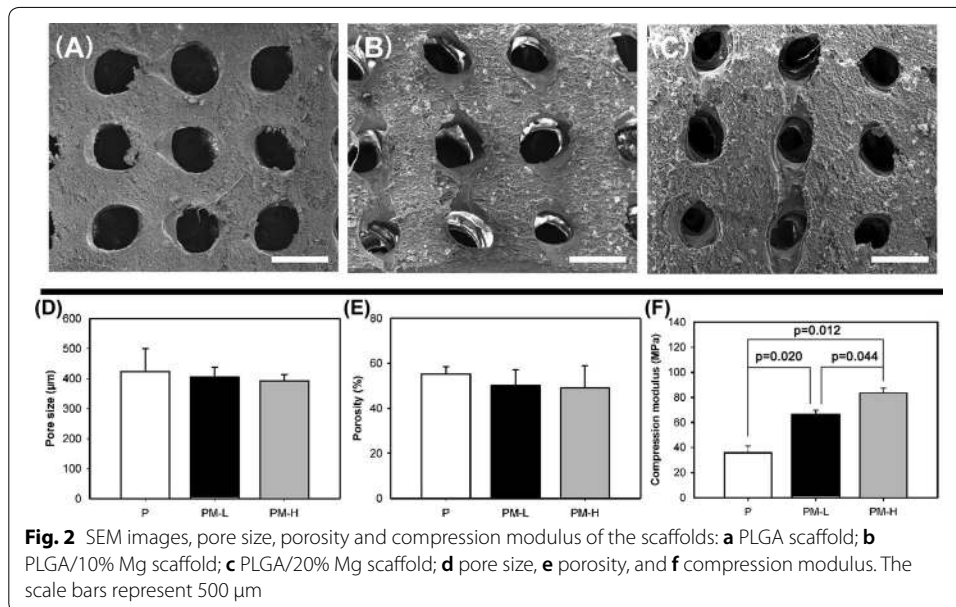 (A)
(B)
(C)
(D)
600
500
400
300
200
100
0
Pore size (μm)
P PM-L PM-H
(E)
80
60
40
20
0
Porosity (%)
P PM-L PM-H
(F)
140
120
100
80
60
40
20
0
Compression modulus (MPa)
p=0.012
p=0.020 p=0.044
P PM-L PM-H
Fig. 2 SEM images, pore size, porosity and compression modulus of the scaffolds: a PLGA scaffold; b
PLGA/10% Mg scaffold; c PLGA/20% Mg scaffold; d pore size, e porosity, and f compression modulus. The
scale bars represent 500 μm